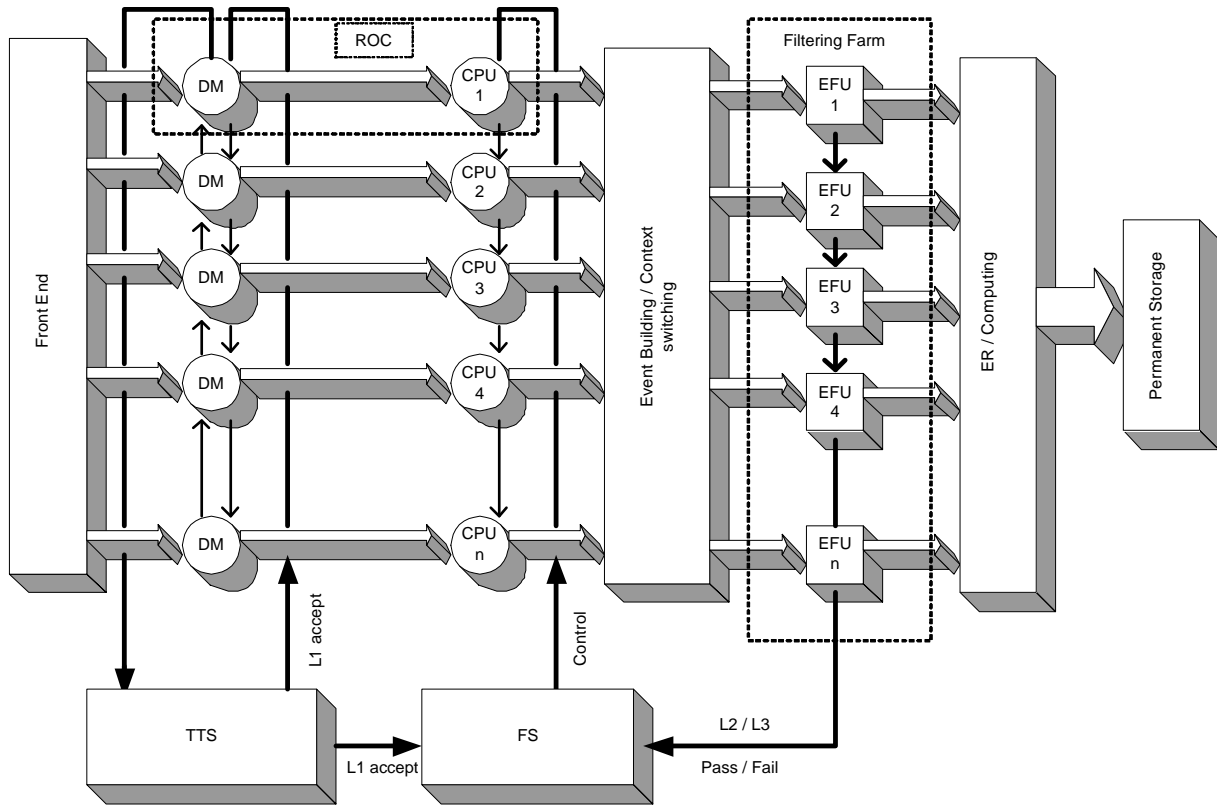 ROC
Filtering Farm
Front End
DM
CPU
1
EFU
1
DM
CPU
2
EFU
2
DM
CPU
3
EFU
3
DM
CPU
4
EFU
4
DM
CPU
n
EFU
n
Event Building / Context
switching
ER / Computing
Permanent Storage
L1 accept
Control
TTS
L1 accept
FS
L2 / L3
Pass / Fail